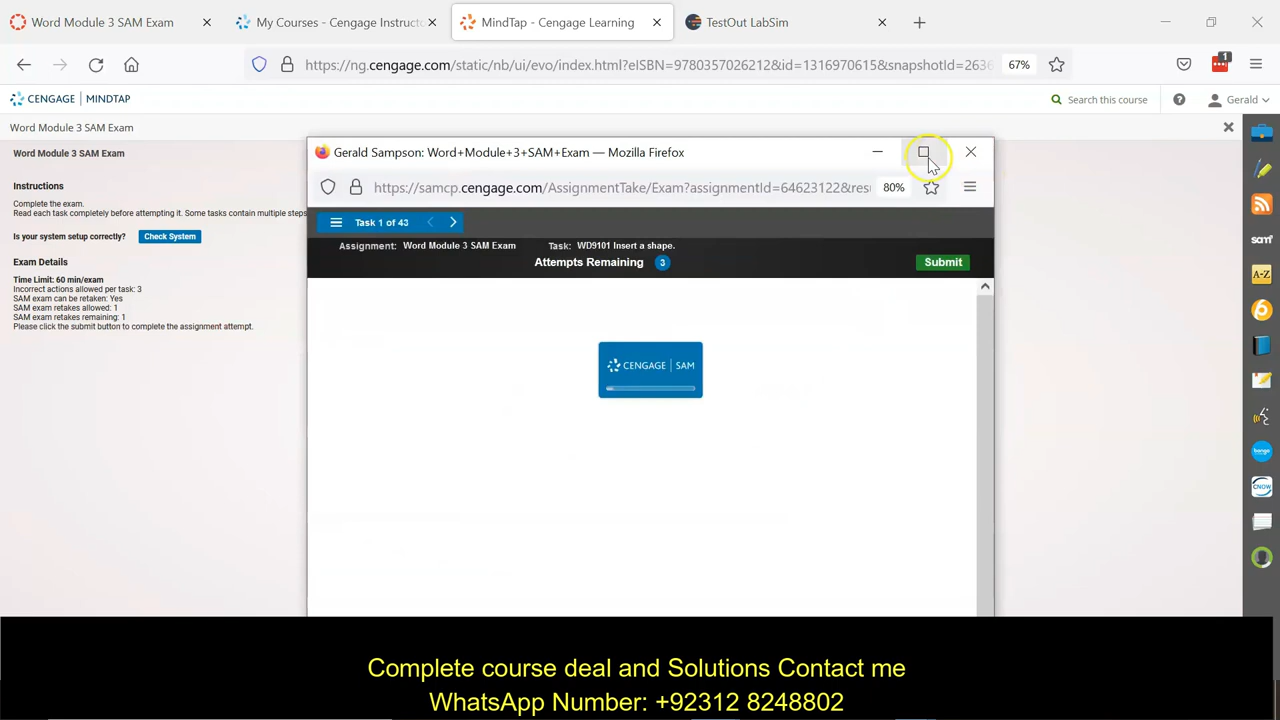 Word Module 3 SAM Exam
My Courses - Cengage Instructo
MindTap - Cengage Learning
TestOut LabSim
https://ng.cengage.com/static/nb/ui/evo/index.html?eISBN=9780357026212&id=1316970615&snapshotId=2636
67%
1
CENGAGE | MINDTAP
Search this course
Gerald
Word Module 3 SAM Exam
Word Module 3 SAM Exam
Instructions
Complete the exam.
Read each task completely before attempting it. Some tasks contain multiple steps
Is your system setup correctly?
Check System
Exam Details
Time Limit: 60 min/exam
Incorrect actions allowed per task: 3
SAM exam can be retaken: Yes
SAM exam retakes allowed: 1
SAM exam retakes remaining: 1
Please click the submit button to complete the assignment attempt.
Gerald Sampson: Word+Module+3+SAM+Exam — Mozilla Firefox
https://samcp.cengage.com/AssignmentTake/Exam?assignmentId=64623122&res
80%
Task 1 of 43
Assignment: Word Module 3 SAM Exam Task: WD9101 Insert a shape.
Attempts Remaining 3
Submit
CENGAGE | SAM
sam
A-Z
bongo
CNOW
Complete course deal and Solutions Contact me
WhatsApp Number: +92312 8248802